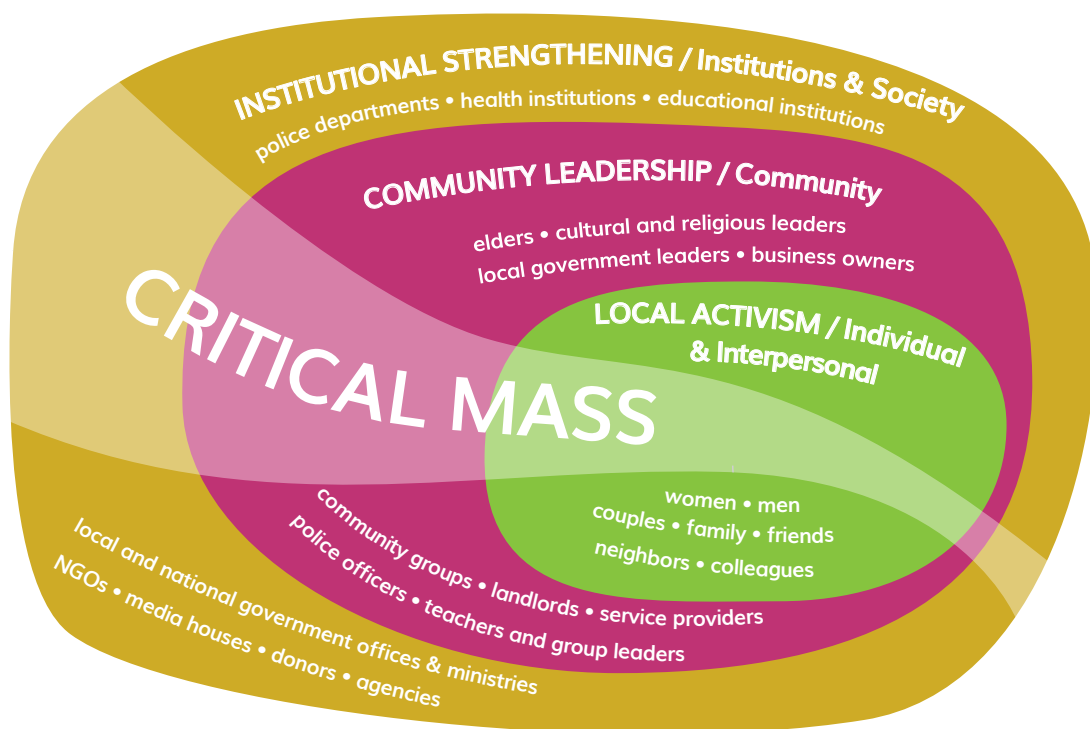 INSTITUTIONAL STRENGTHENING / Institutions & Society
police departments • health institutions • educational institutions
COMMUNITY LEADERSHIP / Community
elders • cultural and religious leaders
local government leaders • business owners
LOCAL ACTIVISM / Individual
& Interpersonal
CRITICAL MASS
women • men
couples • family • friends
neighbors • colleagues
community groups • landlords • service providers
police officers • teachers and group leaders
local and national government offices & ministries
NGOs • media houses • donors • agencies